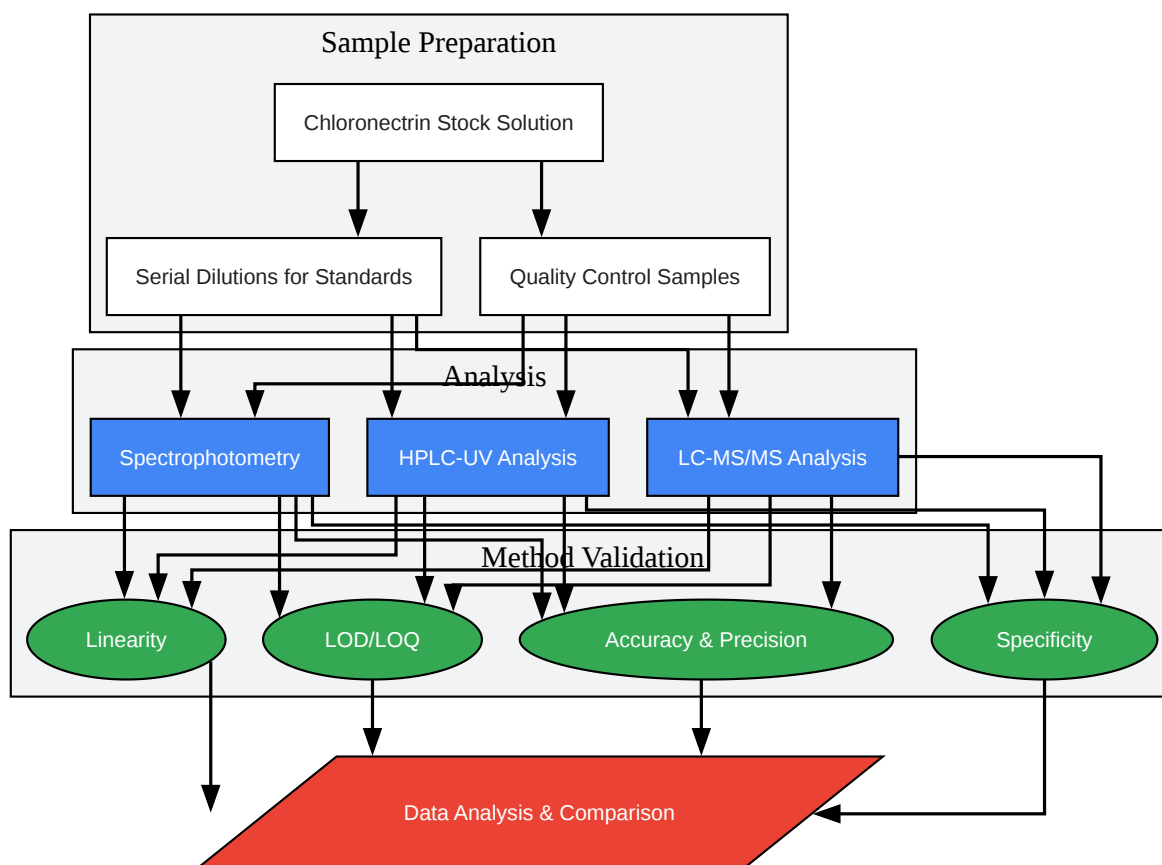 Sample Preparation
Chloronectrin Stock Solution
Serial Dilutions for Standards
Quality Control Samples
Analysis
Spectrophotometry
HPLC-UV Analysis
LC-MS/MS Analysis
Method Validation
Linearity
LOD/LOQ
Accuracy & Precision
Specificity
Data Analysis & Comparison